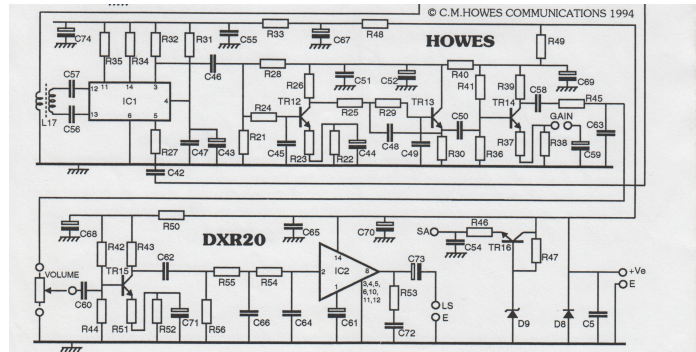 © C.M.HOWES COMMUNICATIONS 1994
R33 R48
HOWES
C74 R35 R34 R32 R31 C55 C67 R49
C46 R28 C51 C52 R40 C69
C57 R26 R41 R39 C58 R45
12 11 14 3 TR12 TR13 TR14
IC1 4 R24 R25 R29 C50 GAIN
L17 13 6 5 C63
C56 R27 R21 R37 R38
C47 C43 C45 R23 R22 C44 C48 C49 R30 R36 C59
C42
R50
C68 DXR20 C65 C70 R46
R42 R43 14 SA C54 TR16 R47
TR15 C62 C73
VOLUME R55 R54 2 IC2 8 +Ve
C60 3,4,5, R53 E
6,10,
11,12
1 LS
R44 R51 R52 C71 R56 C66 C64 C61 E D9 D8 C5
C72